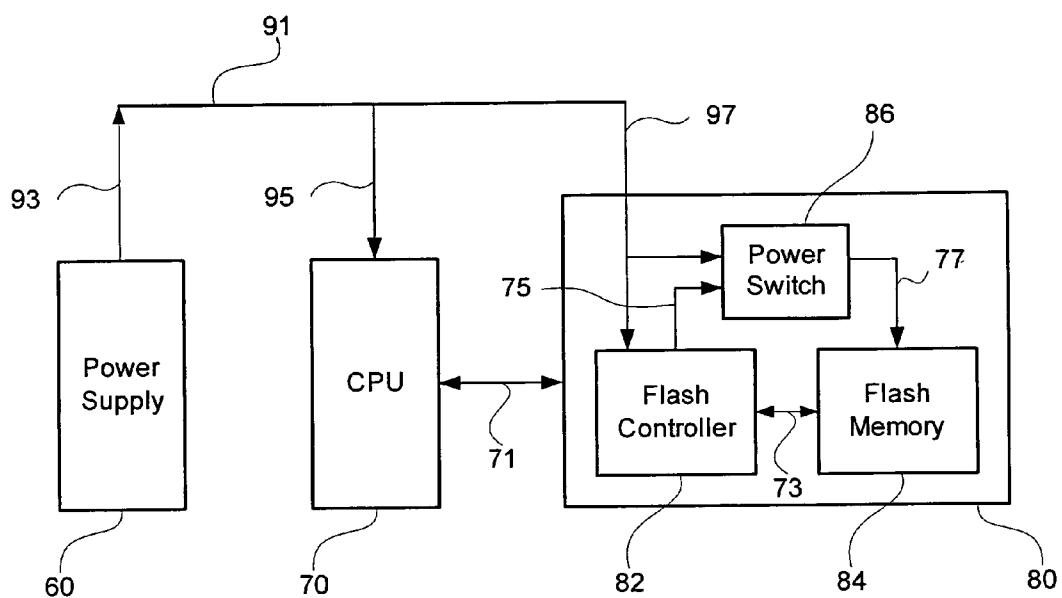 91
97
86
93
95
Power
Switch
77
75
Power
Supply
CPU
Flash
Controller
Flash
Memory
71
73
60
70
82
84
80